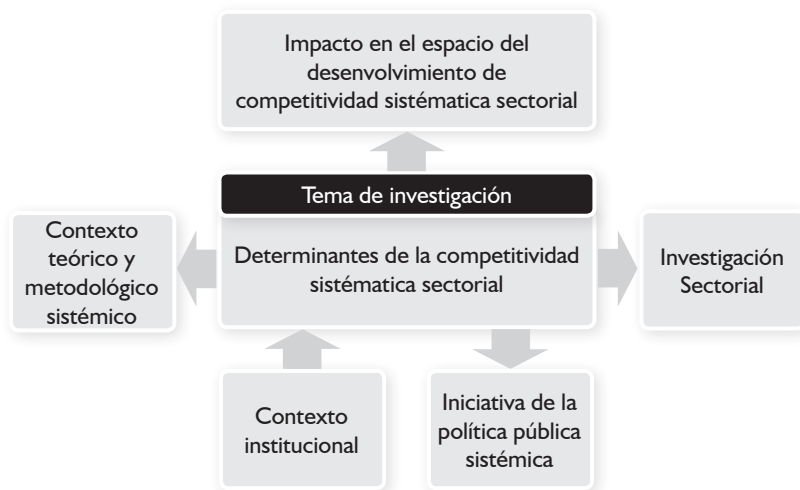 Impacto en el espacio del
desenvolvimiento de
competitividad sistématica sectorial
Tema de investigación
Determinantes de la competitividad
sistématica sectorial
Contexto
teórico y
metodológico
sistémico
Investigación
Sectorial
Contexto
institucional
Iniciativa de la
política pública
sistémica